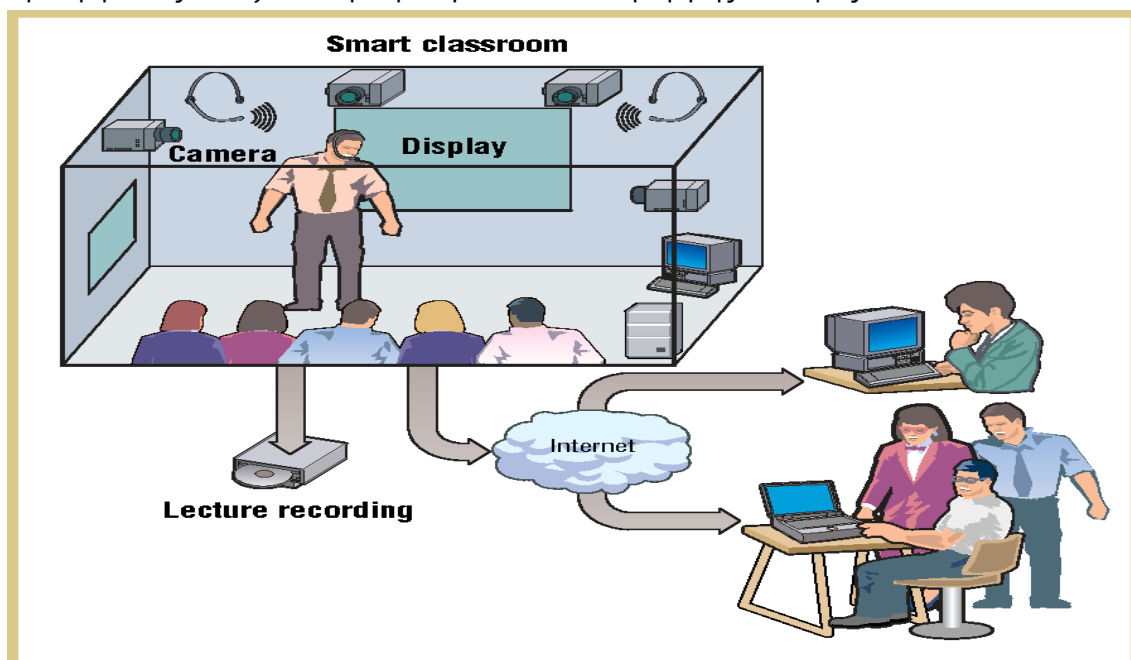 Smart classroom
Camera
Display
Internet
Lecture recording